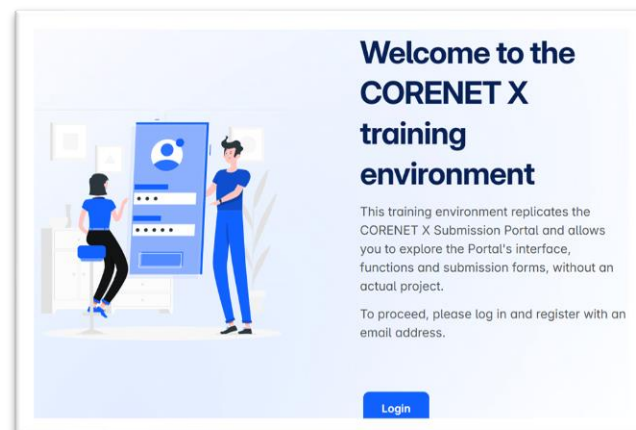 Welcome to the
CORENET X
training
environment
This training environment replicates the
CORENET X Submission Portal and allows
you to explore the Portal's interface,
functions and submission forms, without an
actual project.
To proceed, please log in and register with an
email address.
Login